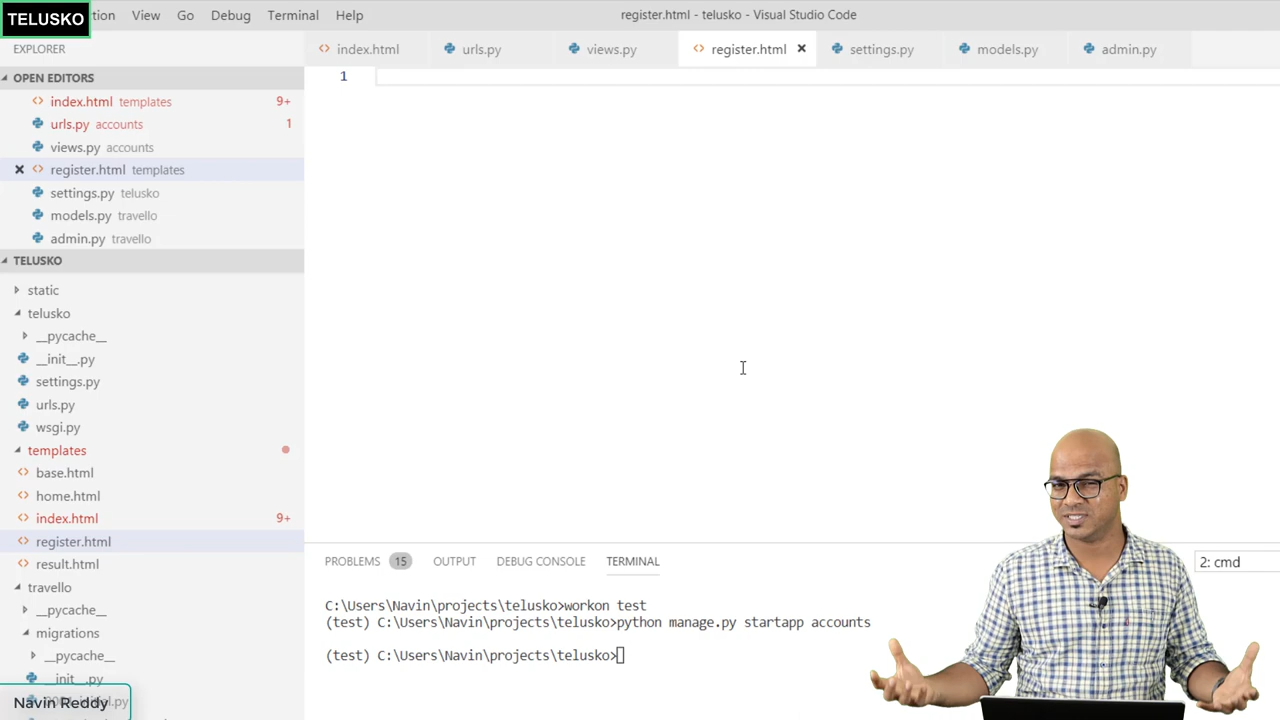 TELUSKO
tion View Go Debug Terminal Help
register.html - telusko - Visual Studio Code
EXPLORER
index.html urls.py views.py register.html settings.py models.py admin.py
OPEN EDITORS
index.html templates 9+
urls.py accounts 1
views.py accounts
register.html templates
settings.py telusko
models.py travello
admin.py travello
TELUSKO
static
telusko
__pycache__
__init__.py
settings.py
urls.py
wsgi.py
templates
base.html
home.html
index.html 9+
register.html
result.html
travello
__pycache__
migrations
__pycache__
__init__.py
Navin Reddy
1
PROBLEMS 15 OUTPUT DEBUG CONSOLE TERMINAL 2: cmd
C:\Users\Navin\projects\telusko>workon test
(test) C:\Users\Navin\projects\telusko>python manage.py startapp accounts
(test) C:\Users\Navin\projects\telusko>